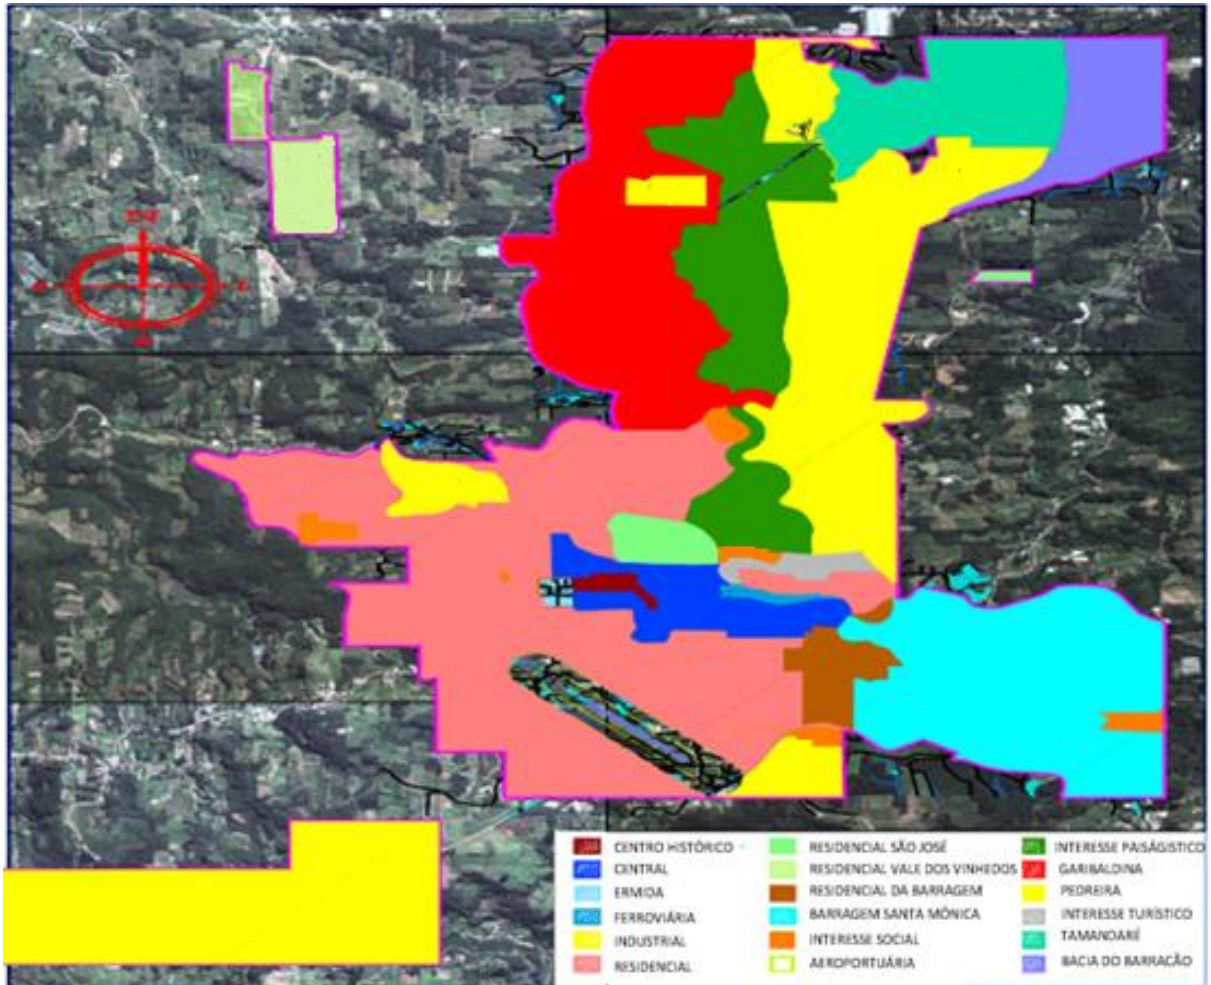 CENTRO HISTÓRICO
CENTRAL
ERMIDA
FERROVIÁRIA
INDUSTRIAL
RESIDENCIAL
RESIDENCIAL SÃO JOSÉ
RESIDENCIAL VALE DOS VINHEDOS
RESIDENCIAL DA BARRAGEM
BARRAGEM SANTA MÔNICA
INTERESSE SOCIAL
AEROPORTUÁRIA
INTERESSE PAISÁGISTICO
GARIBALDINA
PEDREIRA
INTERESSE TURÍSTICO
TAMANDARÉ
BACIA DO BARRACÃO